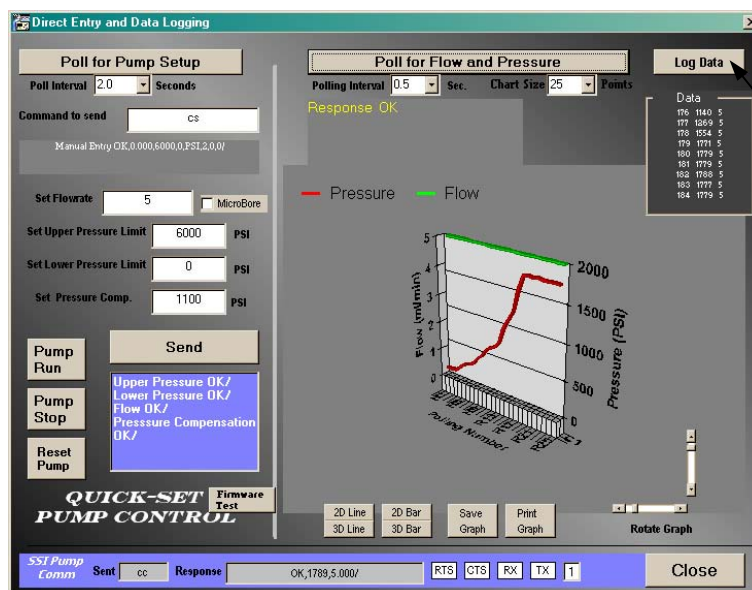 Direct Entry and Data Logging
Poll for Pump Setup
Poll Interval 2.0 Seconds
Command to send cs
Manual Entry OK,0.000,6000,0,PSI,2,0,0/
Set Flowrate 5 MicroBore
Set Upper Pressure Limit 6000 PSI
Set Lower Pressure Limit 0 PSI
Set Pressure Comp. 1100 PSI
Pump Run
Send
Pump Stop
Reset Pump
Upper Pressure OK/
Lower Pressure OK/
Flow OK/
Presssure Compensation
OK/
QUICK-SET
PUMP CONTROL
Firmware Test
Poll for Flow and Pressure
Polling Interval 0.5 Sec. Chart Size 25 Points
Response OK
Log Data
Data
176 1140 5
177 1269 5
178 1554 5
179 1771 5
180 1779 5
181 1779 5
182 1788 5
183 1777 5
184 1779 5
Pressure Flow
5
4
3
2
1
0
Flow (ml/min)
2000
1500
1000
500
0
Pressure (PSI)
Polling Number
2D Line 2D Bar Save Graph Print Graph
3D Line 3D Bar
Rotate Graph
SSI Pump Comm Sent cc Response OK,1789,5.000/ RTS CTS RX TX 1
Close